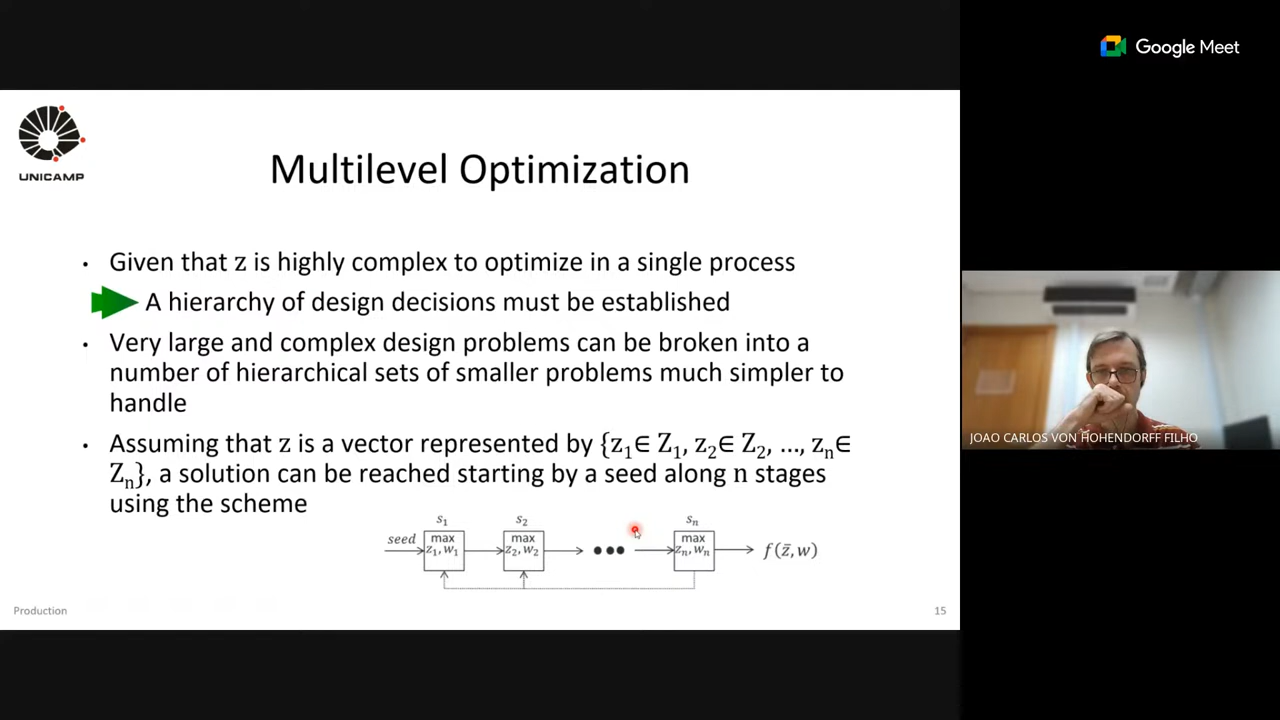 Google Meet
UNICAMP
Multilevel Optimization
• Given that z is highly complex to optimize in a single process
A hierarchy of design decisions must be established
• Very large and complex design problems can be broken into a
number of hierarchical sets of smaller problems much simpler to
handle
• Assuming that z is a vector represented by {z₁∈ Z₁, z₂∈ Z₂, ..., zₙ∈
Zₙ}, a solution can be reached starting by a seed along n stages
using the scheme
s₁ s₂ sₙ
seed max max max
z₁, w₁ z₂, w₂ ●●● zₙ, wₙ f(z̄, w)
JOAO CARLOS VON HOHENDORFF FILHO
Production 15